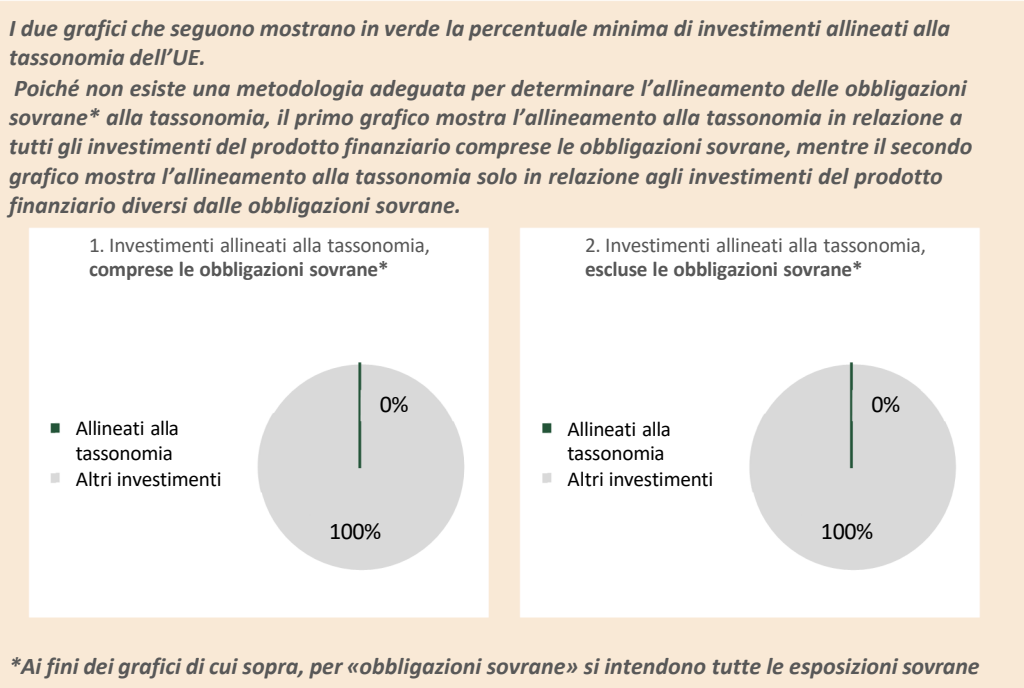 I due grafici che seguono mostrano in verde la percentuale minima di investimenti allineati alla
tassonomia dell’UE.
Poiché non esiste una metodologia adeguata per determinare l’allineamento delle obbligazioni
sovrane* alla tassonomia, il primo grafico mostra l’allineamento alla tassonomia in relazione a
tutti gli investimenti del prodotto finanziario comprese le obbligazioni sovrane, mentre il secondo
grafico mostra l’allineamento alla tassonomia solo in relazione agli investimenti del prodotto
finanziario diversi dalle obbligazioni sovrane.
1. Investimenti allineati alla tassonomia,
comprese le obbligazioni sovrane*
0%
Allineati alla
tassonomia
Altri investimenti
100%
2. Investimenti allineati alla tassonomia,
escluse le obbligazioni sovrane*
0%
Allineati alla
tassonomia
Altri investimenti
100%
*Ai fini dei grafici di cui sopra, per «obbligazioni sovrane» si intendono tutte le esposizioni sovrane